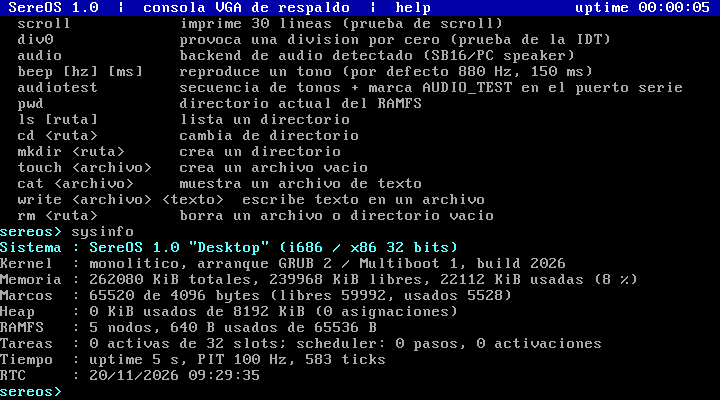 SereOS 1.0 | consola VGA de respaldo | help uptime 00:00:05
scroll imprime 30 lineas (prueba de scroll)
div0 provoca una division por cero (prueba de la IDT)
audio backend de audio detectado (SB16/PC speaker)
beep [hz] [ms] reproduce un tono (por defecto 880 Hz, 150 ms)
audiotest secuencia de tonos + marca AUDIO_TEST en el puerto serie
pwd directorio actual del RAMFS
ls [ruta] lista un directorio
cd <ruta> cambia de directorio
mkdir <ruta> crea un directorio
touch <archivo> crea un archivo vacio
cat <archivo> muestra un archivo de texto
write <archivo> <texto> escribe texto en un archivo
rm <ruta> borra un archivo o directorio vacio
sereos> sysinfo
Sistema : SereOS 1.0 "Desktop" (i686 / x86 32 bits)
Kernel : monolitico, arranque GRUB 2 / Multiboot 1, build 2026
Memoria : 262080 KiB totales, 239968 KiB libres, 22112 KiB usadas (8 %)
Marcos : 65520 de 4096 bytes (libres 59992, usados 5528)
Heap : 0 KiB usados de 8192 KiB (0 asignaciones)
RAMFS : 5 nodos, 640 B usados de 65536 B
Tareas : 0 activas de 32 slots; scheduler: 0 pasos, 0 activaciones
Tiempo : uptime 5 s, PIT 100 Hz, 583 ticks
RTC : 20/11/2026 09:29:35
sereos>